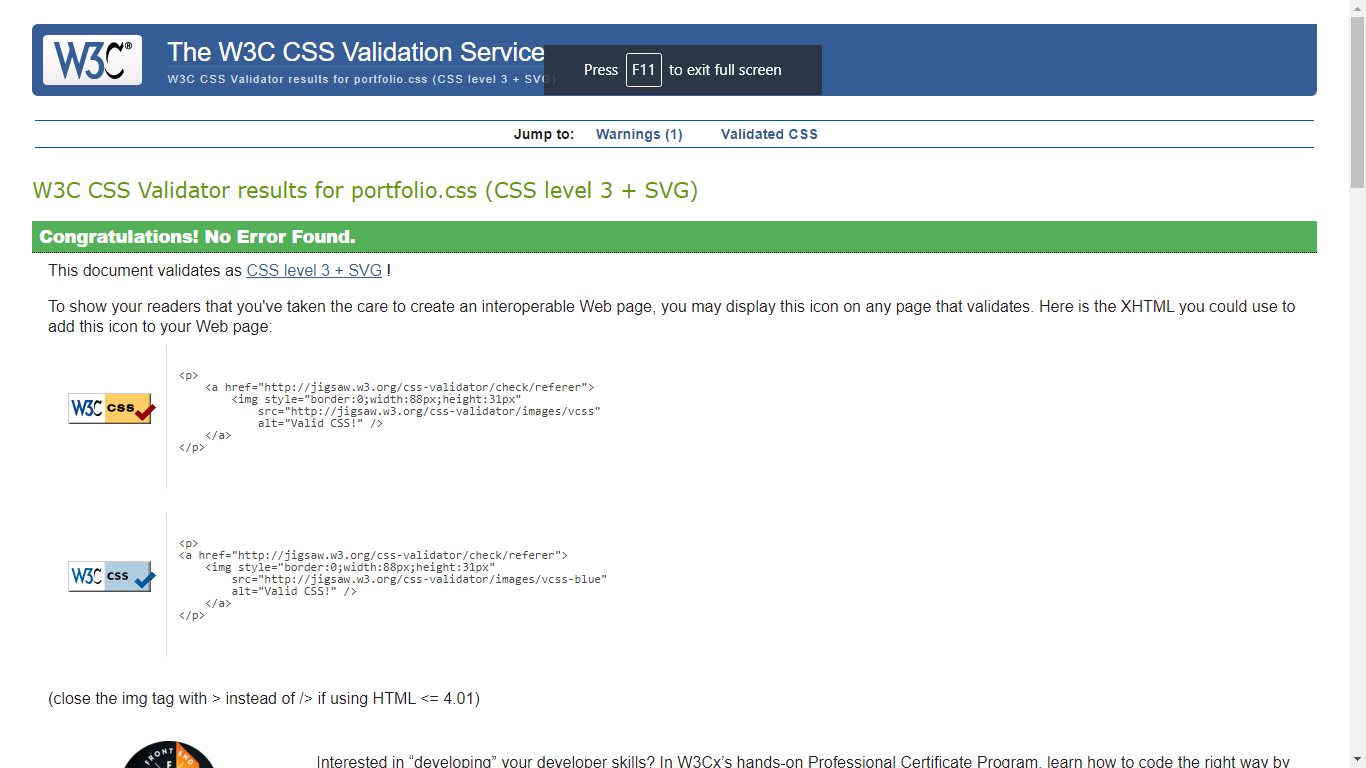 W3C®
The W3C CSS Validation Service
W3C CSS Validator results for portfolio.css (CSS level 3 + SVG)
Press F11 to exit full screen
Jump to: Warnings (1) Validated CSS
W3C CSS Validator results for portfolio.css (CSS level 3 + SVG)
Congratulations! No Error Found.
This document validates as CSS level 3 + SVG !
To show your readers that you've taken the care to create an interoperable Web page, you may display this icon on any page that validates. Here is the XHTML you could use to
add this icon to your Web page:
W3C CSS
<p>
<a href="http://jigsaw.w3.org/css-validator/check/referer">
<img style="border:0;width:88px;height:31px"
src="http://jigsaw.w3.org/css-validator/images/vcss"
alt="Valid CSS!" />
</a>
</p>
W3C CSS
<p>
<a href="http://jigsaw.w3.org/css-validator/check/referer">
<img style="border:0;width:88px;height:31px"
src="http://jigsaw.w3.org/css-validator/images/vcss-blue"
alt="Valid CSS!" />
</a>
</p>
(close the img tag with > instead of /> if using HTML <= 4.01)
FRONT END
Interested in “developing” your developer skills? In W3Cx's hands-on Professional Certificate Program, learn how to code the right way by